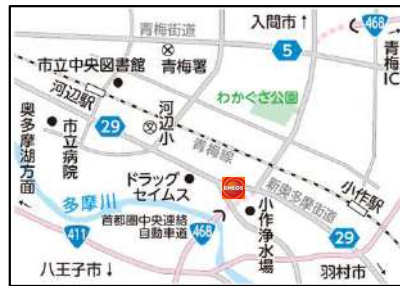 青梅街道
入間市↑
468
5
青梅IC
市立中央図書館
青梅署
河辺駅
河辺小
わかぐさ公園
29
青梅線
奥多摩湖方面
市立病院
ドラッグ
セイムス
ENEOS
新奥多摩街道
小作駅
多摩川
首都圏中央連絡
自動車道
468
小作浄水場
411
29
八王子市↓
羽村市